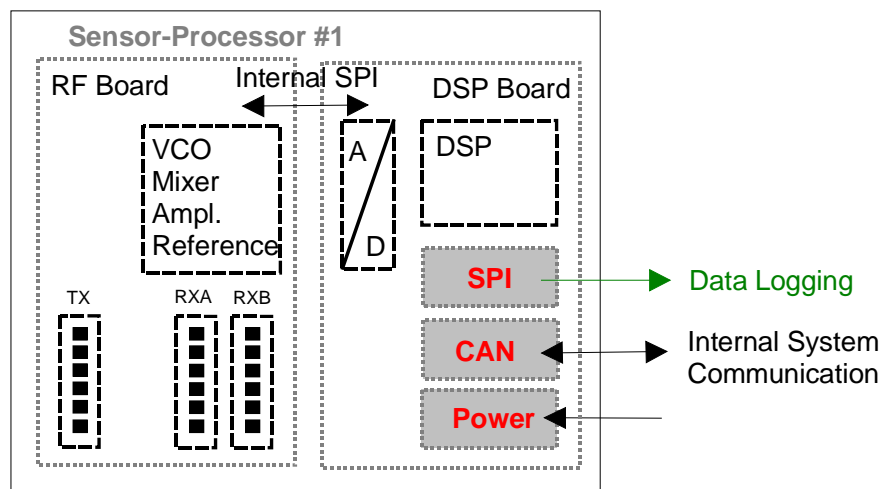 Sensor-Processor #1
RF Board
Internal SPI
DSP Board
VCO
Mixer
Ampl.
Reference
A
D
DSP
TX
RXA
RXB
SPI
Data Logging
CAN
Internal System
Communication
Power